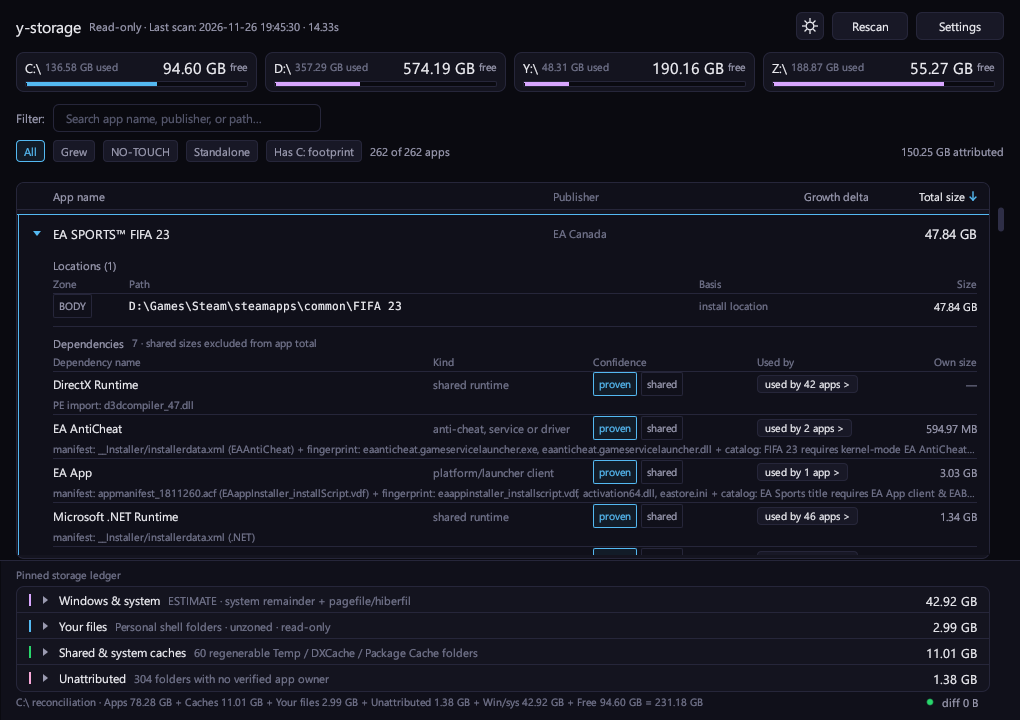 y-storage Read-only · Last scan: 2026-11-26 19:45:30 · 14.33s Rescan Settings
C:\ 136.58 GB used 94.60 GB free D:\ 357.29 GB used 574.19 GB free Y:\ 48.31 GB used 190.16 GB free Z:\ 188.87 GB used 55.27 GB free
Filter: Search app name, publisher, or path...
All Grew NO-TOUCH Standalone Has C: footprint 262 of 262 apps 150.25 GB attributed
App name Publisher Growth delta Total size ↓
EA SPORTS™ FIFA 23 EA Canada 47.84 GB
Locations (1)
Zone Path Basis Size
BODY D:\Games\Steam\steamapps\common\FIFA 23 install location 47.84 GB
Dependencies 7 · shared sizes excluded from app total
Dependency name Kind Confidence Used by Own size
DirectX Runtime shared runtime proven shared used by 42 apps > —
PE import: d3dcompiler_47.dll
EA AntiCheat anti-cheat, service or driver proven shared used by 2 apps > 594.97 MB
manifest: __Installer/installerdata.xml (EAAntiCheat) + fingerprint: eaanticheat.gameservicelauncher.exe, eaanticheat.gameservicelauncher.dll + catalog: FIFA 23 requires kernel-mode EA AntiCheat...
EA App platform/launcher client proven shared used by 1 app > 3.03 GB
manifest: appmanifest_1811260.acf (EAappInstaller_installScript.vdf) + fingerprint: eaappinstaller_installscript.vdf, activation64.dll, eastore.ini + catalog: EA Sports title requires EA App client & EAB...
Microsoft .NET Runtime shared runtime proven shared used by 46 apps > 1.34 GB
manifest: __Installer/installerdata.xml (.NET)
Pinned storage ledger
Windows & system ESTIMATE · system remainder + pagefile/hiberfil 42.92 GB
Your files Personal shell folders · unzoned · read-only 2.99 GB
Shared & system caches 60 regenerable Temp / DXCache / Package Cache folders 11.01 GB
Unattributed 304 folders with no verified app owner 1.38 GB
C:\ reconciliation · Apps 78.28 GB + Caches 11.01 GB + Your files 2.99 GB + Unattributed 1.38 GB + Win/sys 42.92 GB + Free 94.60 GB = 231.18 GB diff 0 B